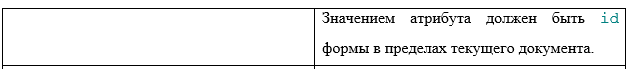 Значением атрибута должен быть id
формы в пределах текущего документа.